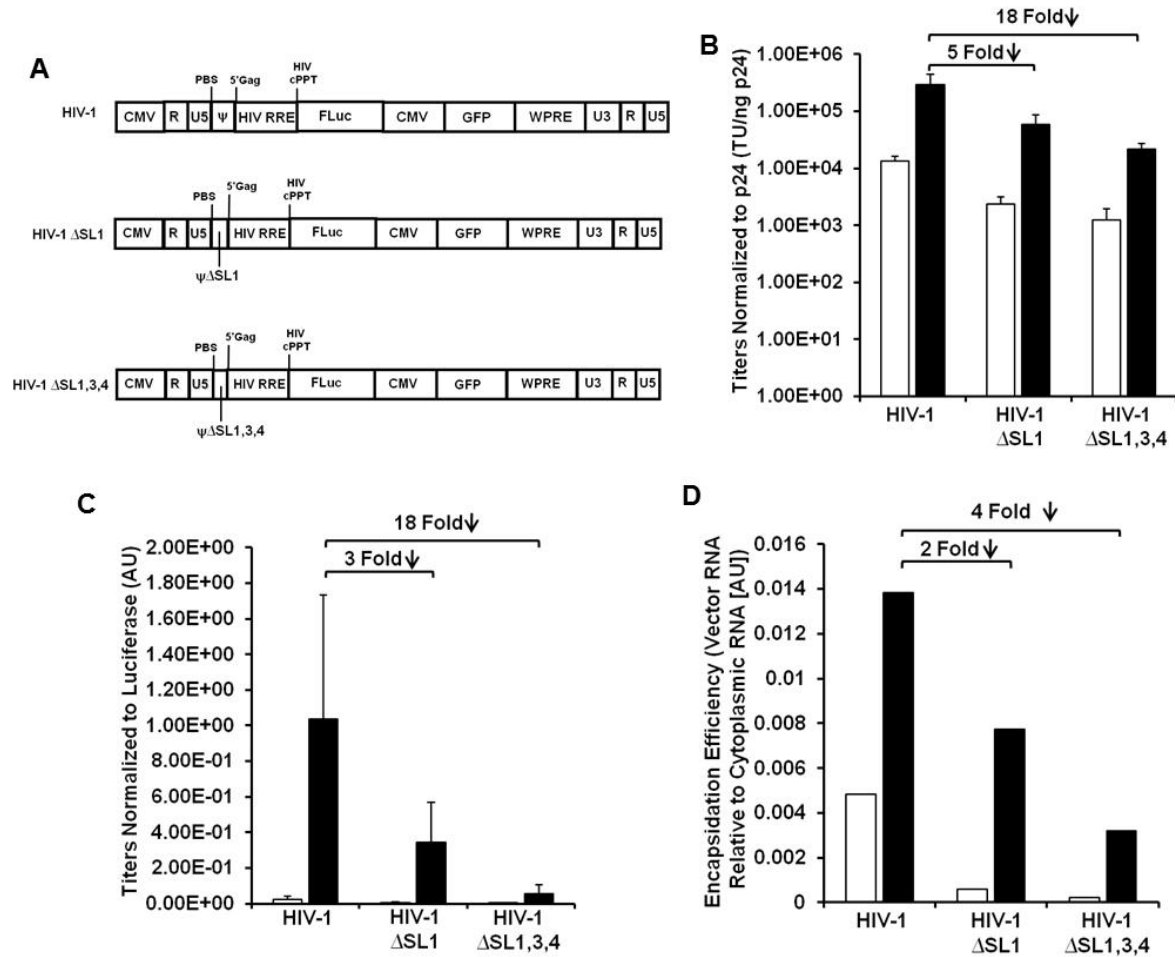 A
HIV
PBS 5'Gag cPPT
HIV-1 CMV R U5 ψ HIV RRE FLuc CMV GFP WPRE U3 R U5
HIV
5'Gag cPPT
PBS
HIV-1 ΔSL1 CMV R U5 HIV RRE FLuc CMV GFP WPRE U3 R U5
ψΔSL1
HIV
5'Gag cPPT
PBS
HIV-1 ΔSL1,3,4 CMV R U5 HIV RRE FLuc CMV GFP WPRE U3 R U5
ψΔSL1,3,4
B
18 Fold↓
5 Fold↓
Titers Normalized to p24 (TU/ng p24)
1.00E+06
1.00E+05
1.00E+04
1.00E+03
1.00E+02
1.00E+01
1.00E+00
HIV-1 HIV-1 HIV-1
ΔSL1 ΔSL1,3,4
C
18 Fold↓
3 Fold↓
Titers Normalized to Luciferase (AU)
2.00E+00
1.80E+00
1.60E+00
1.40E+00
1.20E+00
1.00E+00
8.00E-01
6.00E-01
4.00E-01
2.00E-01
0.00E+00
HIV-1 HIV-1 HIV-1
ΔSL1 ΔSL1,3,4
D
4 Fold ↓
2 Fold↓
Encapsidation Efficiency (Vector RNA
Relative to Cytoplasmic RNA [AU])
0.016
0.014
0.012
0.01
0.008
0.006
0.004
0.002
0
HIV-1 HIV-1 HIV-1
ΔSL1 ΔSL1,3,4